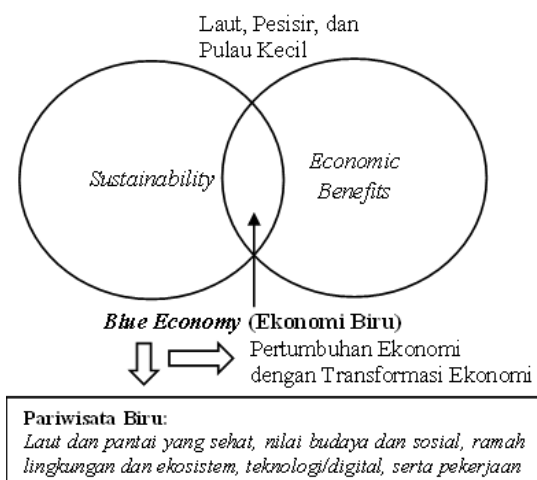 Laut, Pesisir, dan
Pulau Kecil
Sustainability
Economic
Benefits
Blue Economy (Ekonomi Biru)
Pertumbuhan Ekonomi
dengan Transformasi Ekonomi
Pariwisata Biru:
Laut dan pantai yang sehat, nilai budaya dan sosial, ramah
lingkungan dan ekosistem, teknologi/digital, serta pekerjaan